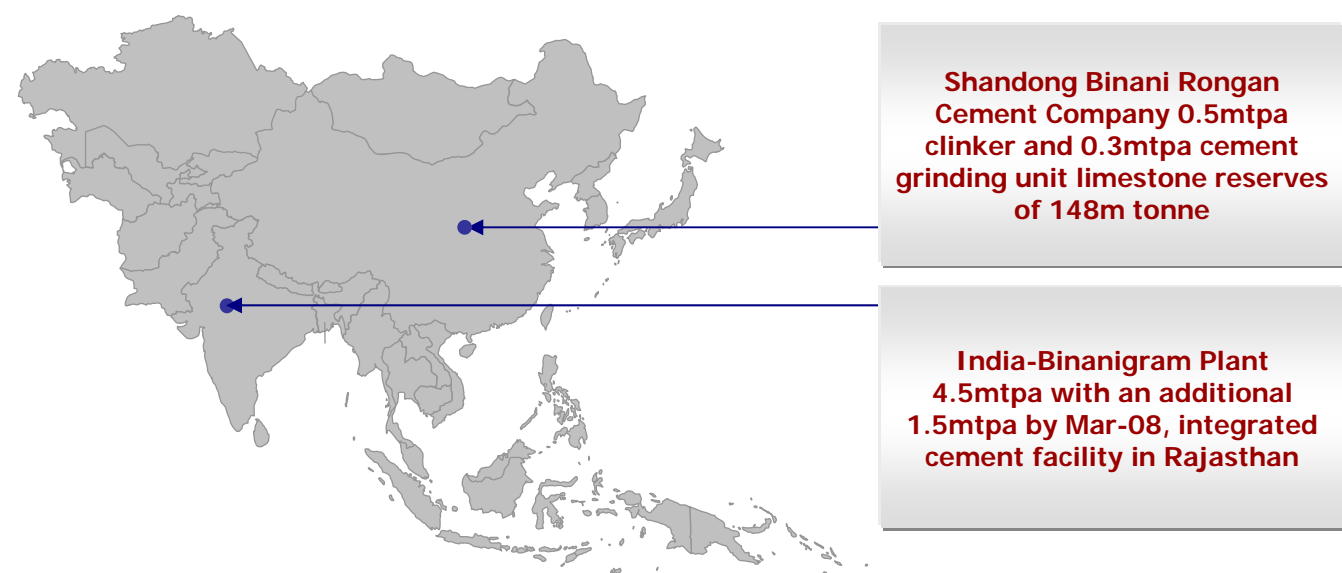 Shandong Binani Rongan
Cement Company 0.5mtpa
clinker and 0.3mtpa cement
grinding unit limestone reserves
of 148m tonne
India-Binanigram Plant
4.5mtpa with an additional
1.5mtpa by Mar-08, integrated
cement facility in Rajasthan